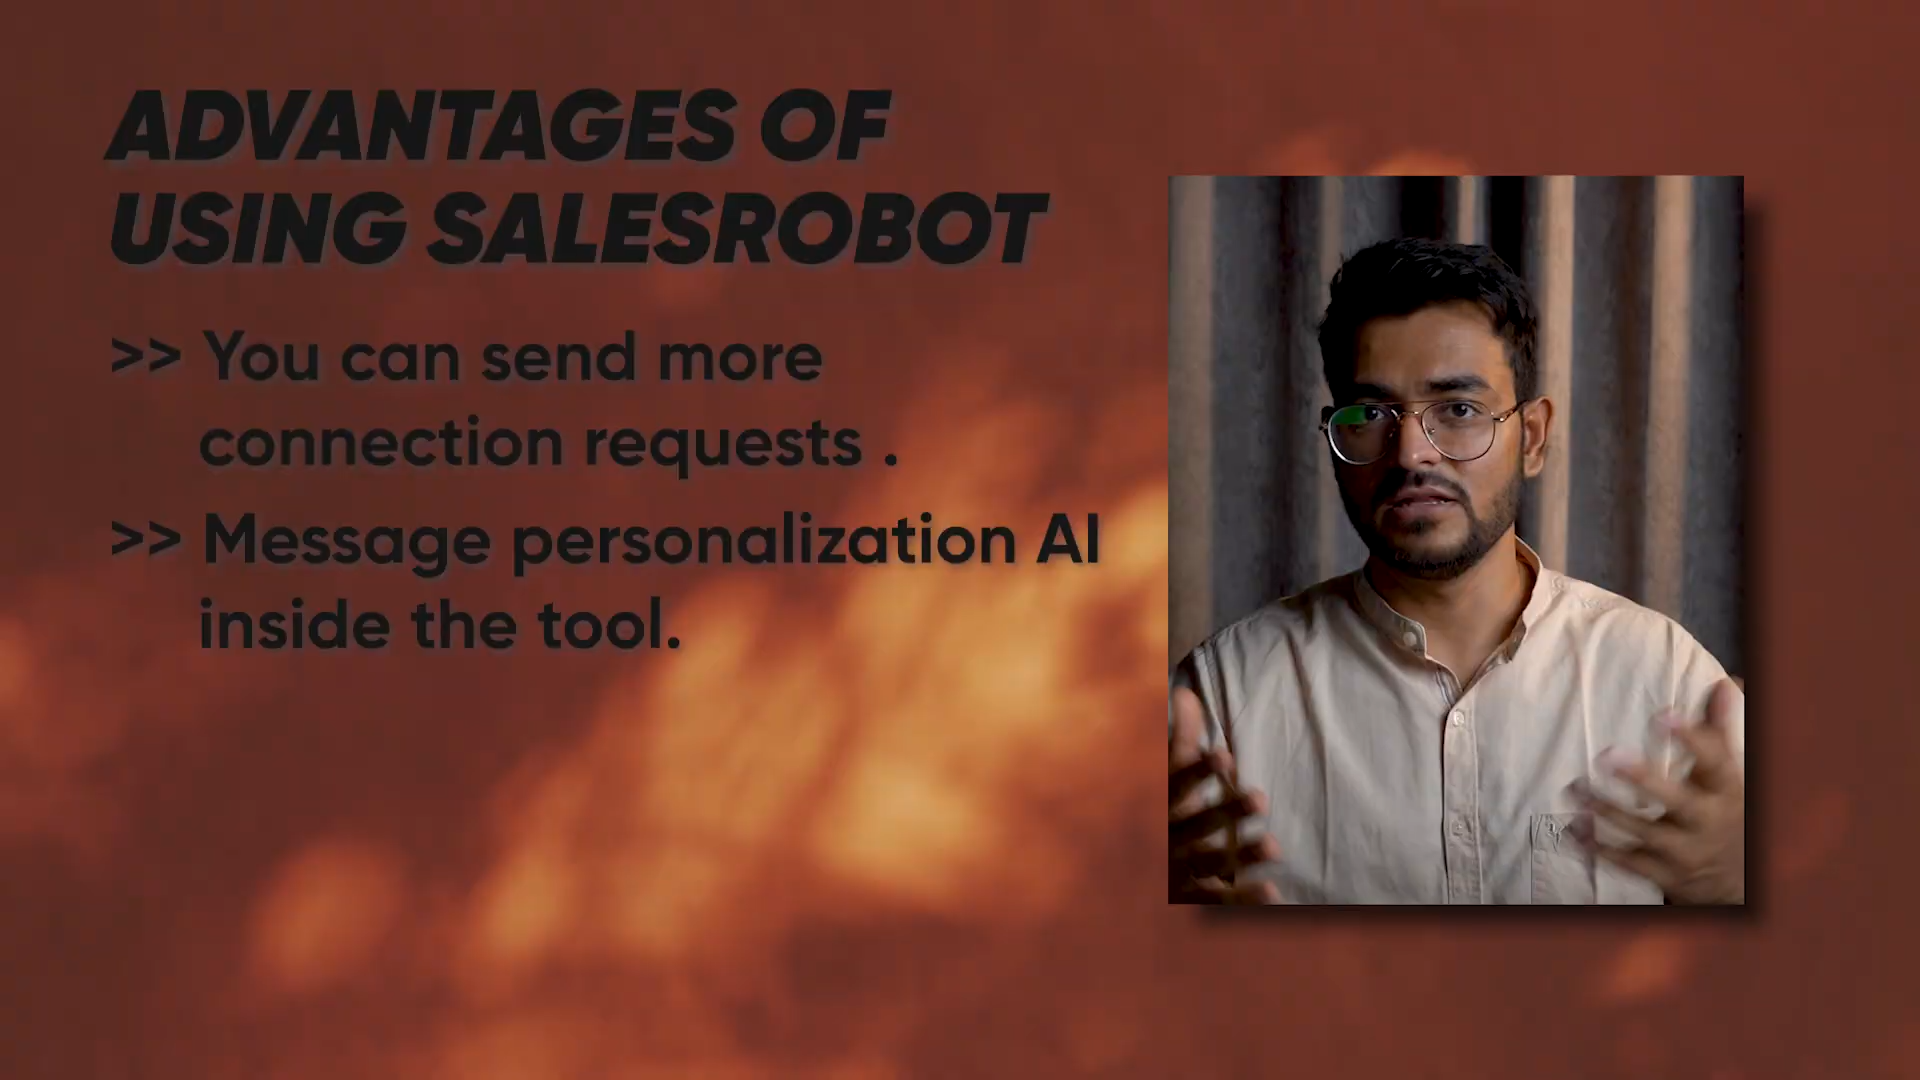 ADVANTAGES OF
USING SALESROBOT
>> You can send more
connection requests .
>> Message personalization AI
inside the tool.